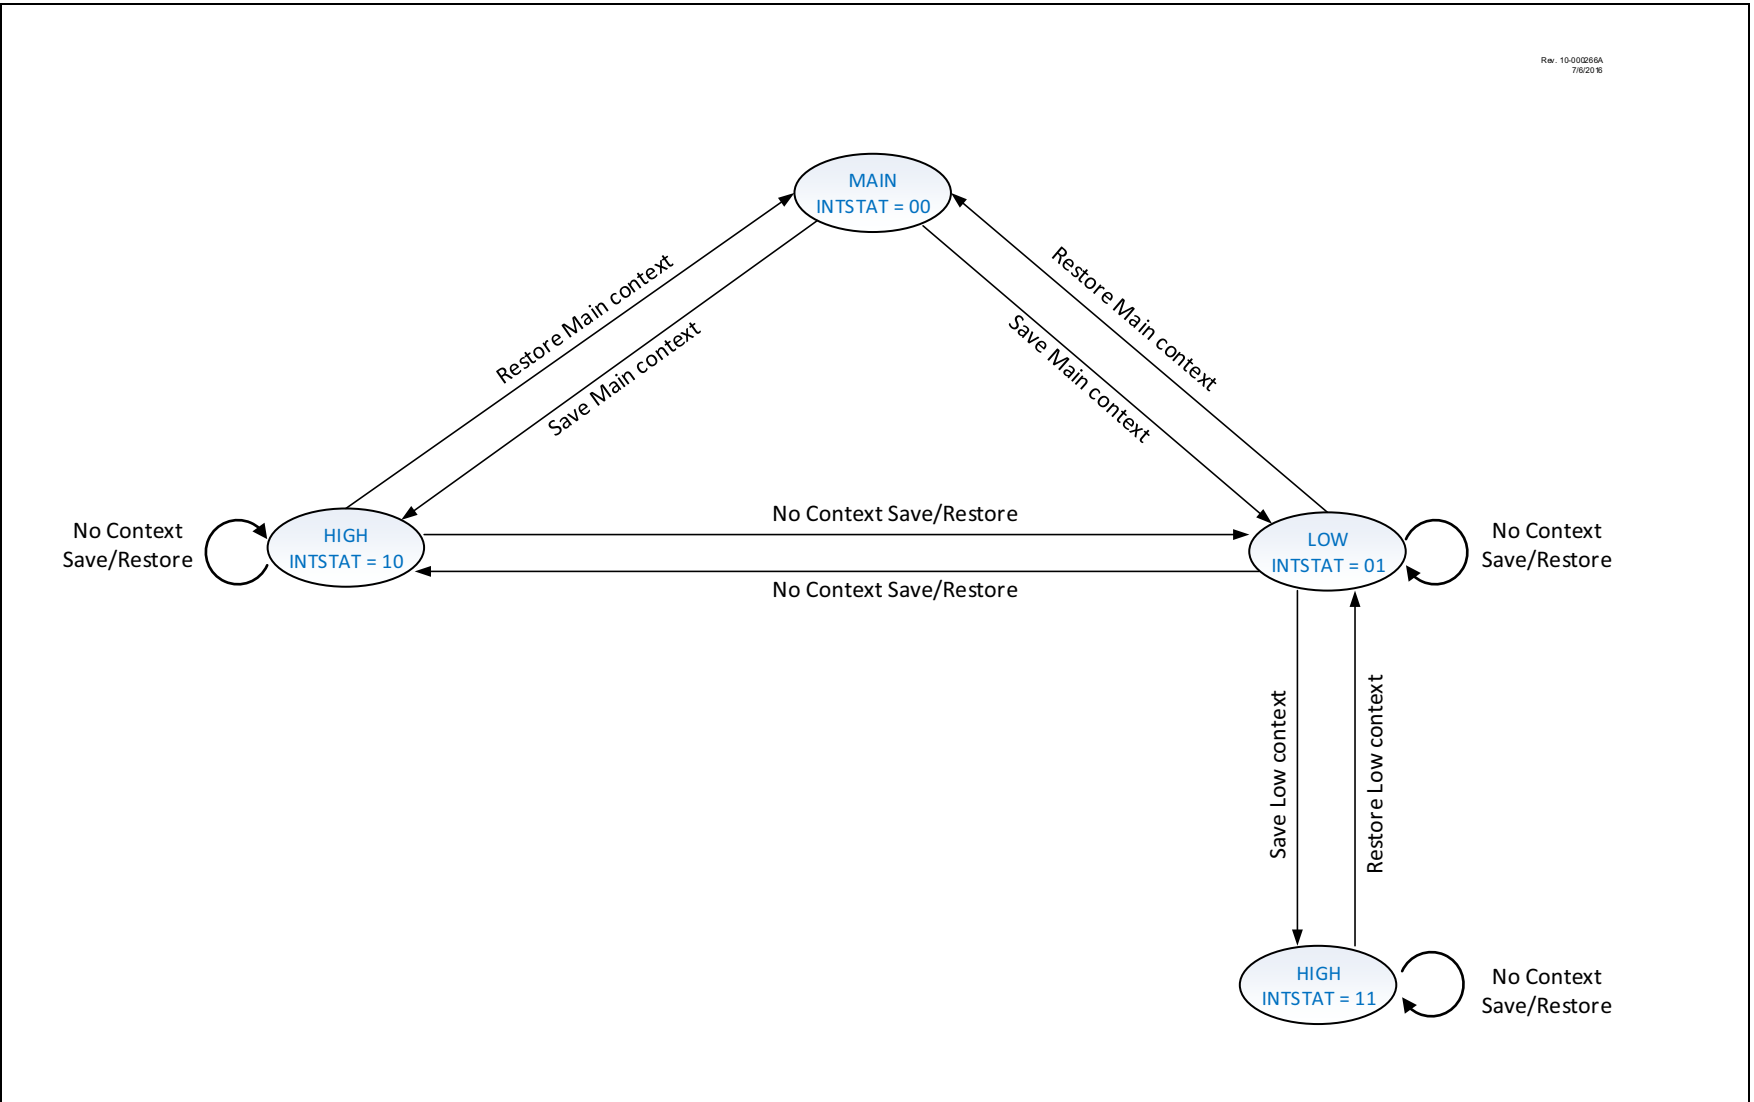 Rev. 10-000266A
7/6/2016
MAIN
INTSTAT = 00
Restore Main context
Save Main context
Restore Main context
Save Main context
No Context
Save/Restore
HIGH
INTSTAT = 10
No Context Save/Restore
No Context Save/Restore
LOW
INTSTAT = 01
No Context
Save/Restore
Save Low context
Restore Low context
HIGH
INTSTAT = 11
No Context
Save/Restore